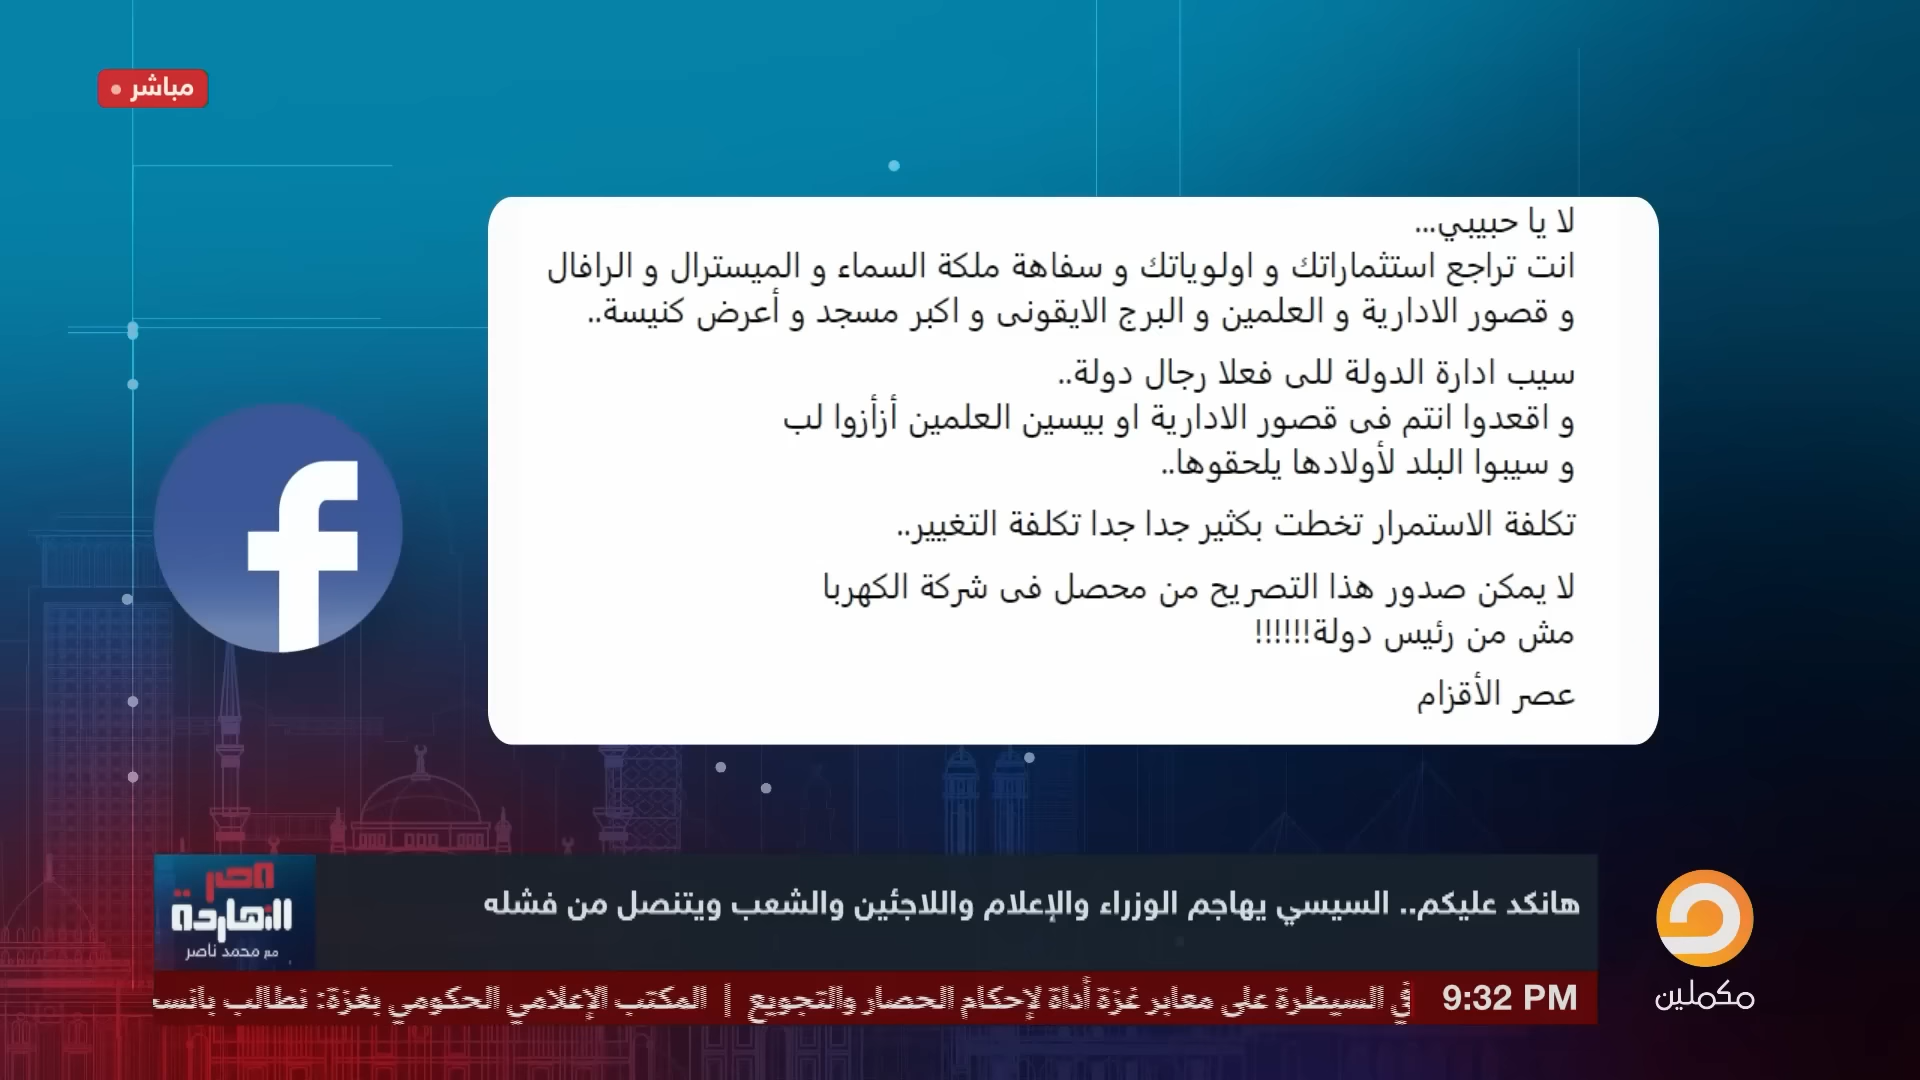 مباشر
لا يا حبيبي...
انت تراجع استثماراتك و اولوياتك و سفاهة ملكة السماء و الميسترال و الرافال
و قصور الادارية و العلمين و البرج الايقونى و اكبر مسجد و أعرض كنيسة..
سيب ادارة الدولة للى فعلا رجال دولة..
و اقعدوا انتم فى قصور الادارية او بيسين العلمين أزأزوا لب
و سيبوا البلد لأولادها يلحقوها..
تكلفة الاستمرار تخطت بكثير جدا جدا تكلفة التغيير..
لا يمكن صدور هذا التصريح من محصل فى شركة الكهربا
مش من رئيس دولة!!!!!!
عصر الأقزام
هانكد عليكم.. السيسي يهاجم الوزراء والإعلام واللاجئين والشعب ويتنصل من فشله
مصر
النهاردة
مع محمد ناصر
9:32 PM
في السيطرة على معابر غزة أداة لإحكام الحصار والتجويع | المكتب الإعلامي الحكومي بغزة: نطالب
مكملين